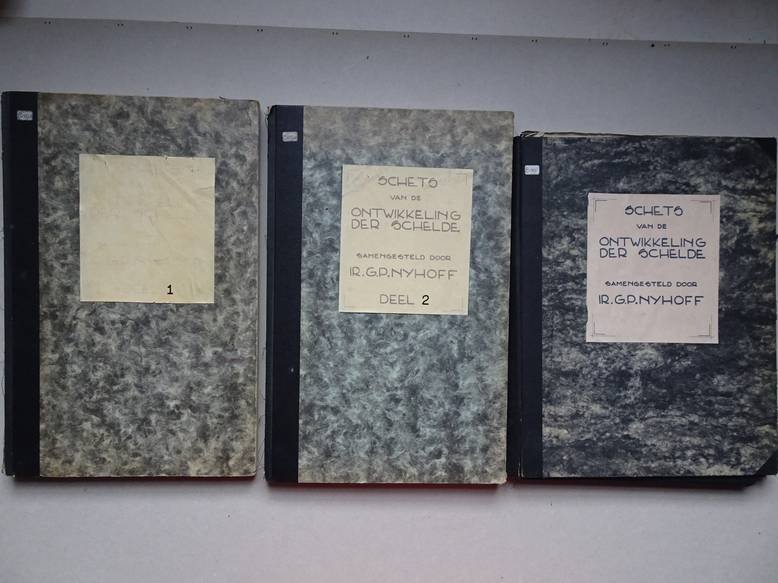 1
SCHETS
VAN DE
ONTWIKKELING
DER SCHELDE
SAMENGESTELD DOOR
IR. G.P. NYHOFF
DEEL 2
SCHETS
VAN DE
ONTWIKKELING
DER SCHELDE
SAMENGESTELD DOOR
IR. G.P. NYHOFF